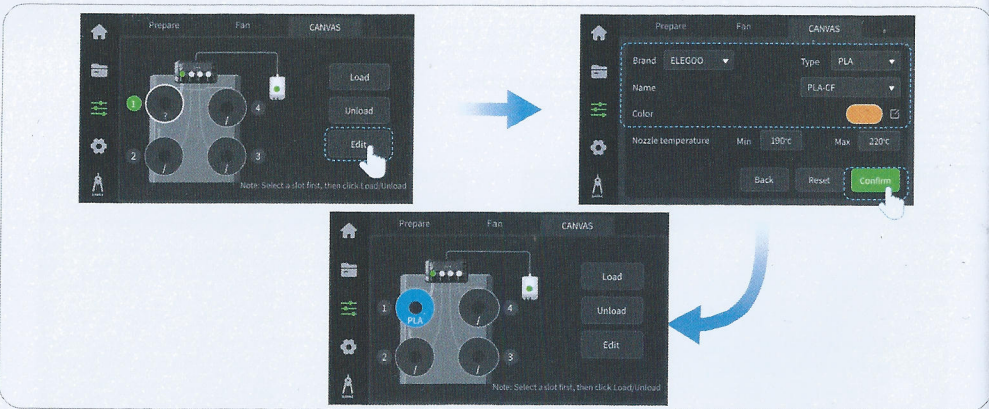 Prepare Fan CANVAS
Load
1 ? 4 /
Unload
Edit
2 / 3 /
Note: Select a slot first, then click Load/Unload
Prepare Fan CANVAS
Brand ELEGOO Type PLA
Name PLA-CF
Color
Nozzle temperature Min 190°C Max 220°C
Back Reset Confirm
Prepare Fan CANVAS
Load
1 PLA 4 /
Unload
Edit
2 / 3 /
Note: Select a slot first, then click Load/Unload